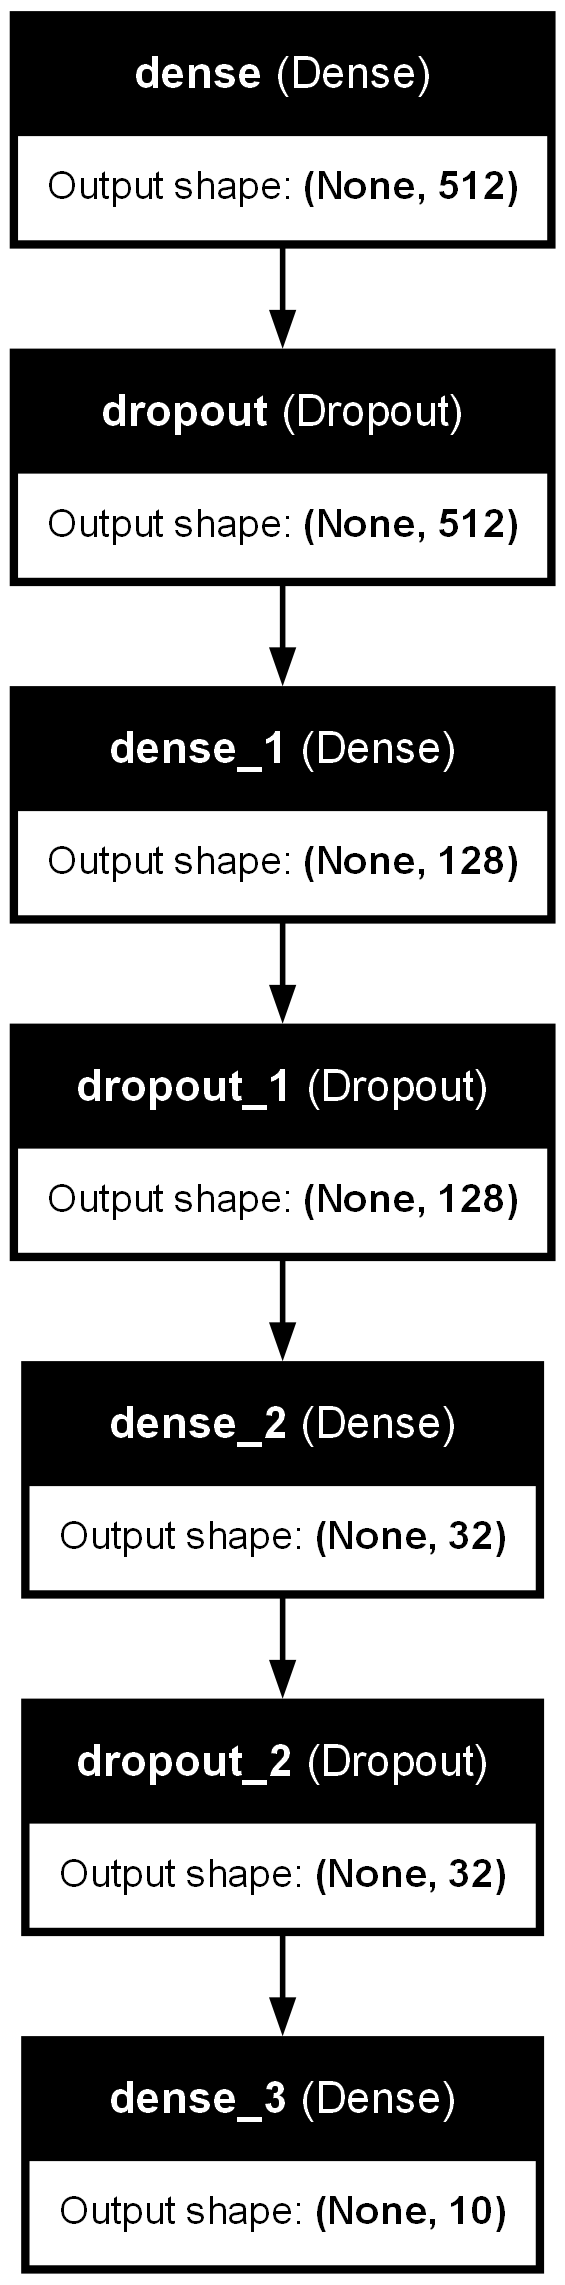 dense (Dense)
Output shape: (None, 512)
dropout (Dropout)
Output shape: (None, 512)
dense_1 (Dense)
Output shape: (None, 128)
dropout_1 (Dropout)
Output shape: (None, 128)
dense_2 (Dense)
Output shape: (None, 32)
dropout_2 (Dropout)
Output shape: (None, 32)
dense_3 (Dense)
Output shape: (None, 10)